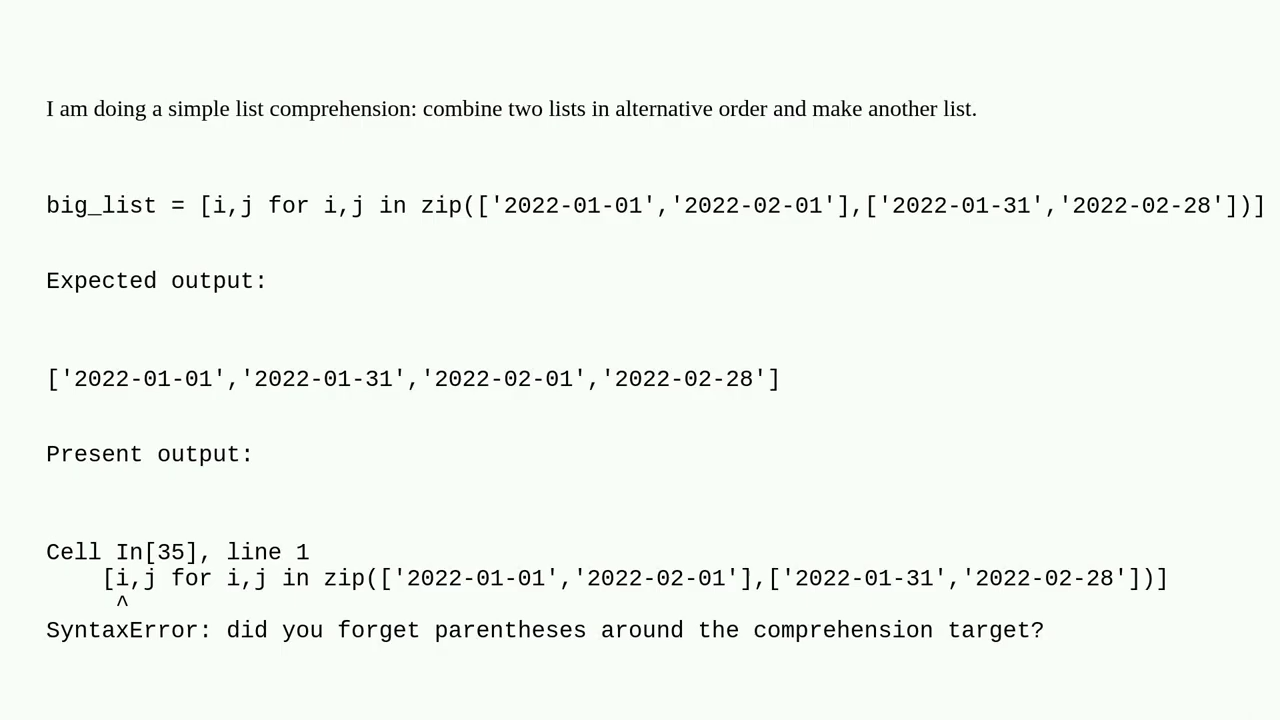 I am doing a simple list comprehension: combine two lists in alternative order and make another list.
big_list = [i,j for i,j in zip(['2022-01-01','2022-02-01'],['2022-01-31','2022-02-28'])]
Expected output:
['2022-01-01','2022-01-31','2022-02-01','2022-02-28']
Present output:
Cell In[35], line 1
    [i,j for i,j in zip(['2022-01-01','2022-02-01'],['2022-01-31','2022-02-28'])]
     ^
SyntaxError: did you forget parentheses around the comprehension target?